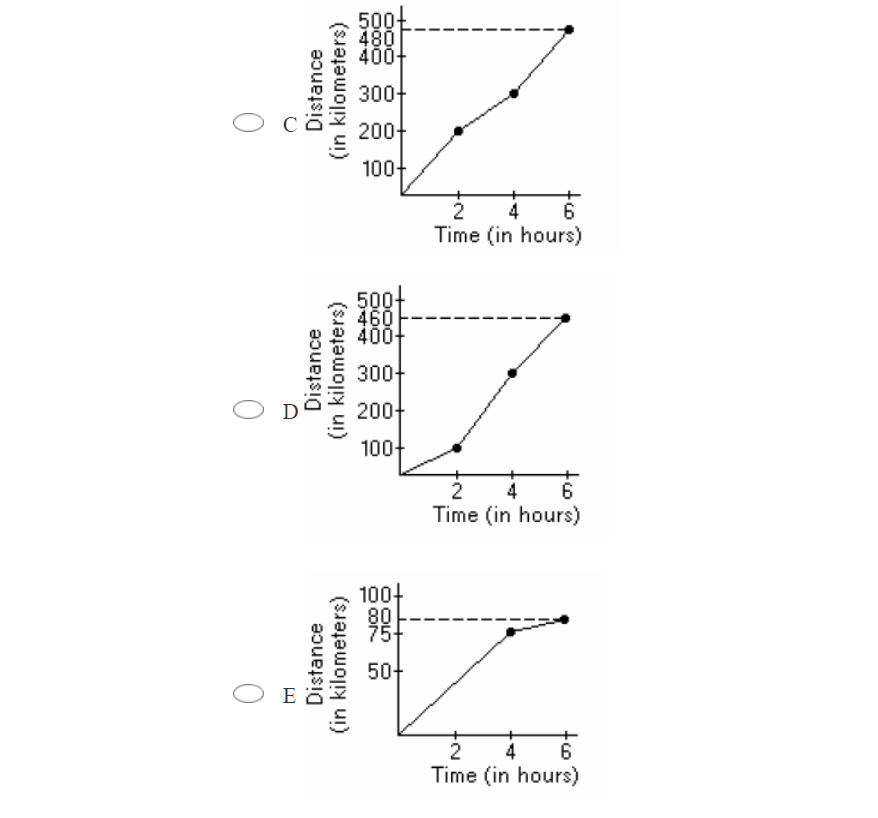 500
480
400
300
200
100
Distance
(in kilometers)
C
2 4 6
Time (in hours)
500
460
400
300
200
100
Distance
(in kilometers)
D
2 4 6
Time (in hours)
100
80
75
50
Distance
(in kilometers)
E
2 4 6
Time (in hours)